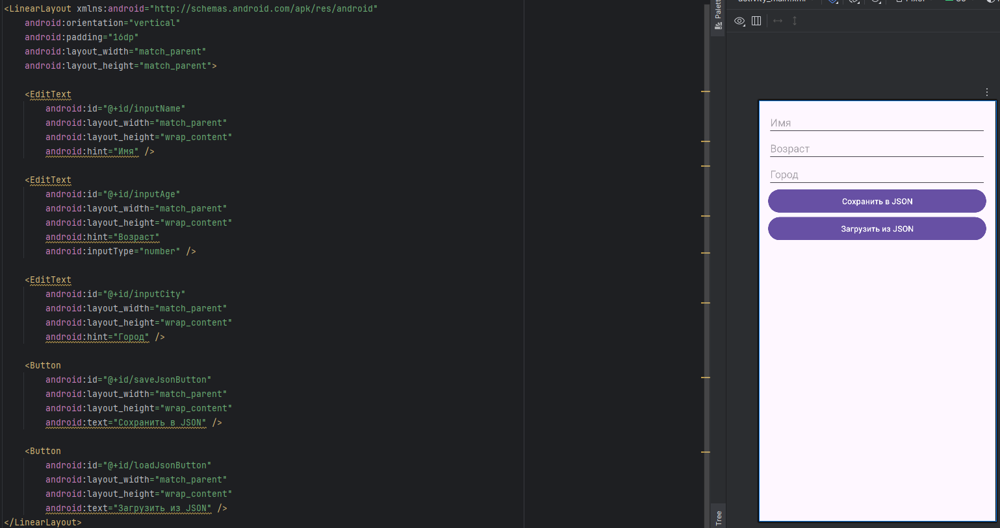 <LinearLayout xmlns:android="http://schemas.android.com/apk/res/android"
android:orientation="vertical"
android:padding="16dp"
android:layout_width="match_parent"
android:layout_height="match_parent">
<EditText
android:id="@+id/inputName"
android:layout_width="match_parent"
android:layout_height="wrap_content"
android:hint="Имя" />
<EditText
android:id="@+id/inputAge"
android:layout_width="match_parent"
android:layout_height="wrap_content"
android:hint="Возраст"
android:inputType="number" />
<EditText
android:id="@+id/inputCity"
android:layout_width="match_parent"
android:layout_height="wrap_content"
android:hint="Город" />
<Button
android:id="@+id/saveJsonButton"
android:layout_width="match_parent"
android:layout_height="wrap_content"
android:text="Сохранить в JSON" />
<Button
android:id="@+id/loadJsonButton"
android:layout_width="match_parent"
android:layout_height="wrap_content"
android:text="Загрузить из JSON" />
</LinearLayout>
Tree
Имя
Возраст
Город
Сохранить в JSON
Загрузить из JSON